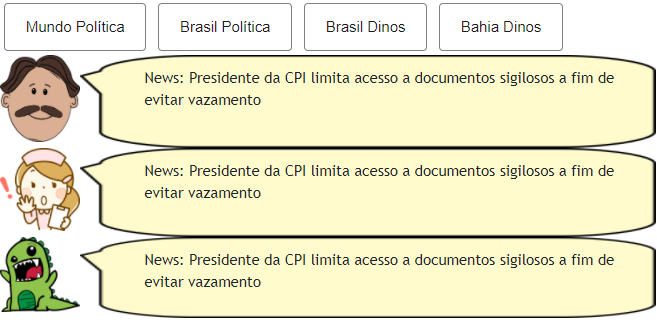 Mundo Política
Brasil Política
Brasil Dinos
Bahia Dinos
News: Presidente da CPI limita acesso a documentos sigilosos a fim de
evitar vazamento
News: Presidente da CPI limita acesso a documentos sigilosos a fim de
evitar vazamento
News: Presidente da CPI limita acesso a documentos sigilosos a fim de
evitar vazamento